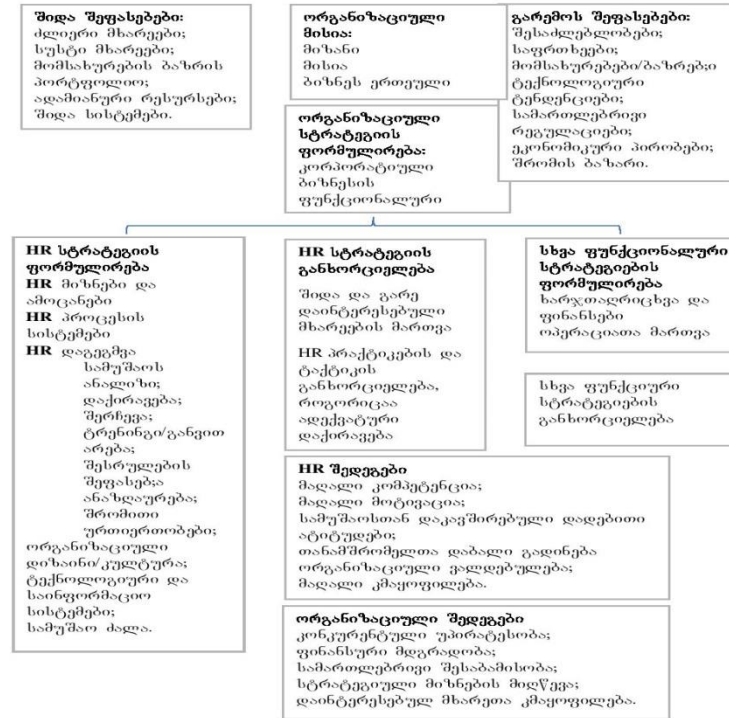 შიდა შეფასებები:
ძლიერი მხარეები;
სუსტი მხარეები;
მომსახურების ბაზრის
პორტფოლიო;
ადამიანური რესურსები;
შიდა სისტემები.
ორგანიზაციული
მისია:
მიზანი
მისია
ბიზნეს ერთეული
გარემოს შეფასებები:
შესაძლებლობები;
საფრთხეები;
მომსახურებები/ბაზრებ;ი
ტექნოლოგიური
ტენდენციები;
სამართლებრივი
რეგულაციები;
ეკონომიკური პირობები;
შრომის ბაზარი.
ორგანიზაციული
სტრატეგიის
ფორმულირება:
კორპორატიული
ბიზნესის
ფუნქციონალური
HR სტრატეგიის
ფორმულირება
HR მიზნები და
ამოცანები
HR პროცესის
სისტემები
HR დაგეგმვა
სამუშაოს
ანალიზი;
დაქირავება;
შერჩევა;
ტრენინგი/განვით
არება;
შესრულების
შეფასებ;ა
ანაზღაურება;
შრომითი
ურთიერთობები;
ორგანიზაციული
დიზაინი/კულტურა;
ტექნოლოგიური და
საინფორმაციო
სისტემები;
სამუშაო ძალა.
HR სტრატეგიის
განხორციელება
შიდა და გარე
დაინტერესებული
მხარეების მართვა
HR პრაქტიკების და
ტაქტიკის
განხორციელება,
როგორიცაა
ადექვატური
დაქირავება
სხვა ფუნქციონალური
სტრატეგიების
ფორმულირება
ხარჯთაღრიცხვა და
ფინანსები
ოპერაციათა მართვა
სხვა ფუნქციური
სტრატეგიების
განხორციელება
HR შედეგები
მაღალი კომპეტენცია;
მაღალი მოტივაცია;
სამუშაოსთან დაკავშირებული დადებითი
ატიტუდები;
თანამშრომელთა დაბალი გადინება
ორგანიზაციული ვალდებულება;
მაღალი კმაყოფილება.
ორგანიზაციული შედეგები
კონკურენტული უპირატესობა;
ფინანსური მდგრადობა;
სამართლებრივი შესაბამისობა;
სტრატეგიული მიზნების მიღწევა;
დაინტერესებულ მხარეთა კმაყოფილება.